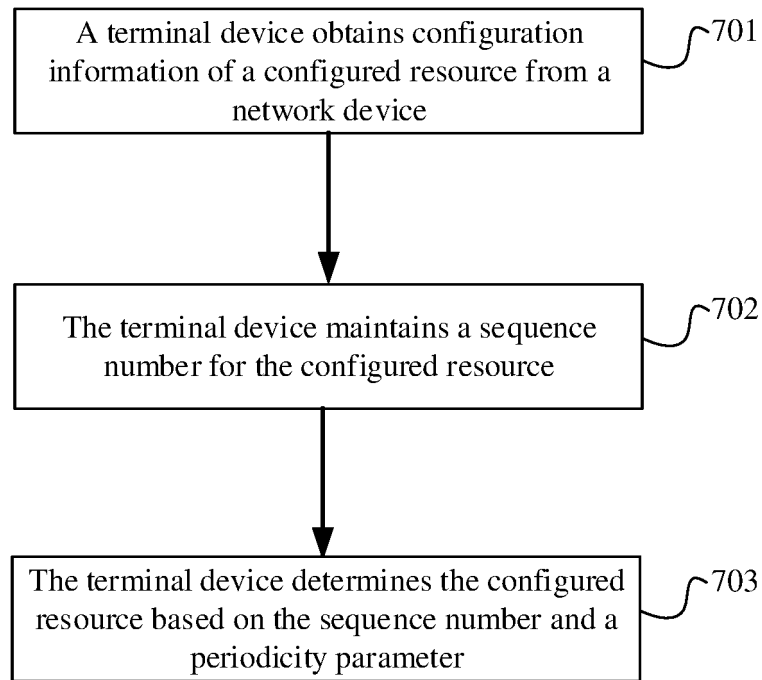 A terminal device obtains configuration
information of a configured resource from a
network device
701
The terminal device maintains a sequence
number for the configured resource
702
The terminal device determines the configured
resource based on the sequence number and a
periodicity parameter
703